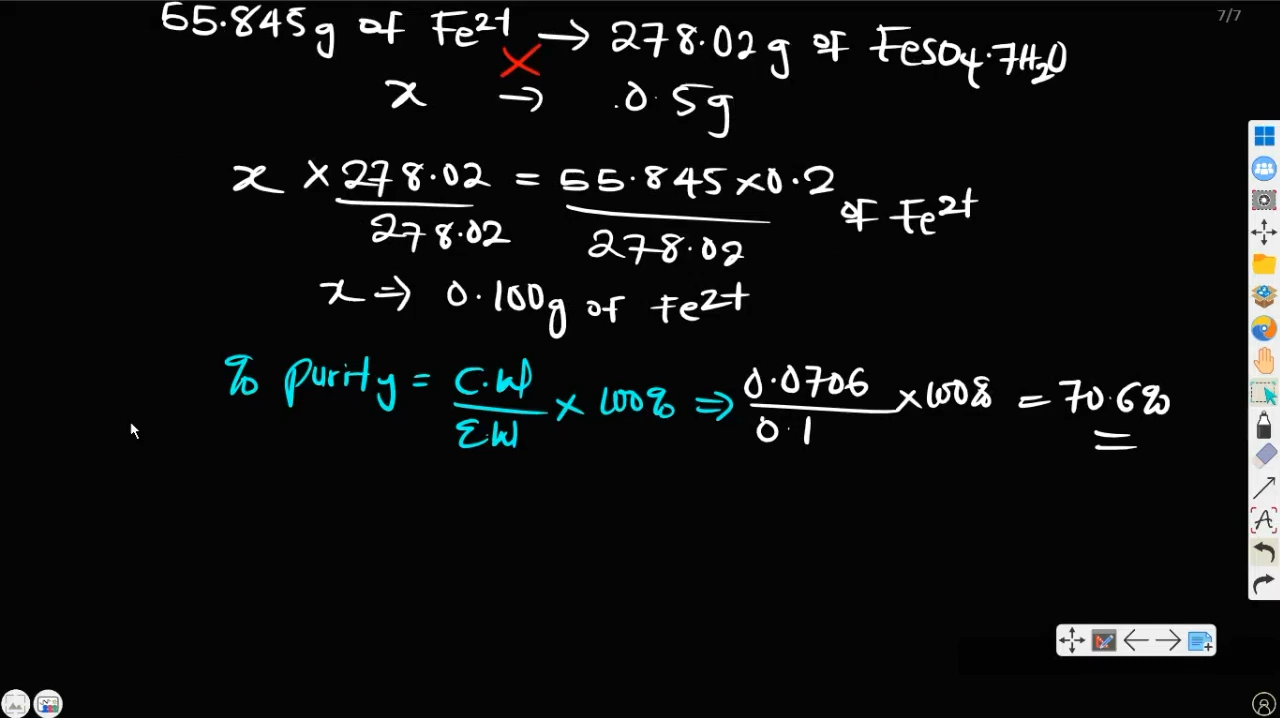 7/7
55.845g of Fe2+ → 278.02g of FeSO4.7H2O
x → .0.5g
x × 278.02 = 55.845 × 0.2 of Fe2+
278.02 278.02
x ⇒ 0.100g of Fe2+
% purity = C.W × 100% ⇒ 0.0706 × 100% = 70.6%
E.W 0.1